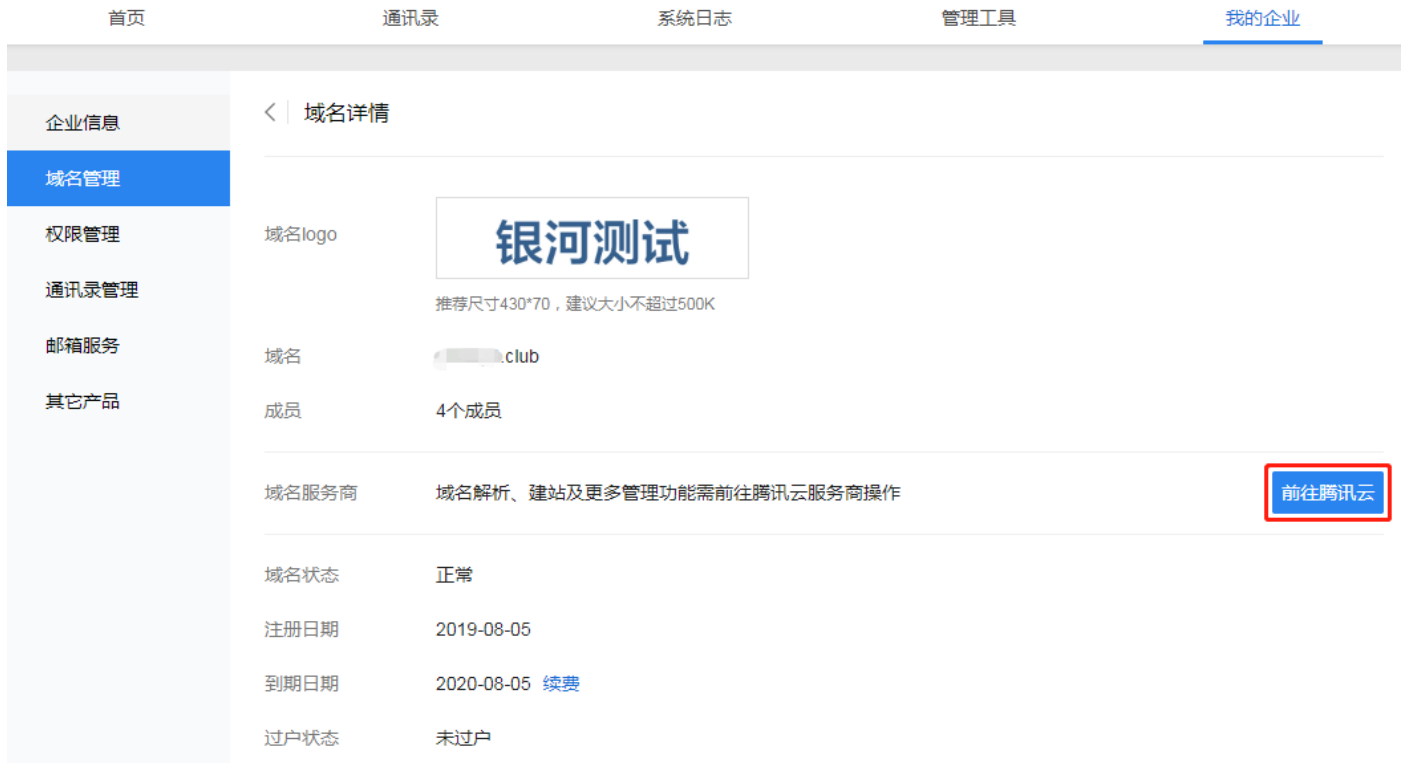 首页 通讯录 系统日志 管理工具 我的企业
企业信息
域名管理
权限管理
通讯录管理
邮箱服务
其它产品
域名详情
域名logo 银河测试
推荐尺寸430*70，建议大小不超过500K
域名 .club
成员 4个成员
域名服务商 域名解析、建站及更多管理功能需前往腾讯云服务商操作 前往腾讯云
域名状态 正常
注册日期 2019-08-05
到期日期 2020-08-05 续费
过户状态 未过户